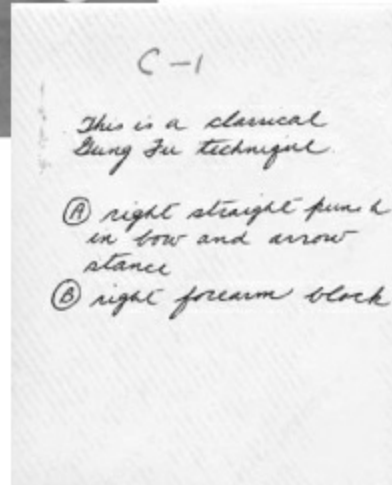 C-1
This is a classical
Gung Fu technique.
Ⓐ right straight punch
in bow and arrow
stance
Ⓑ right forearm block